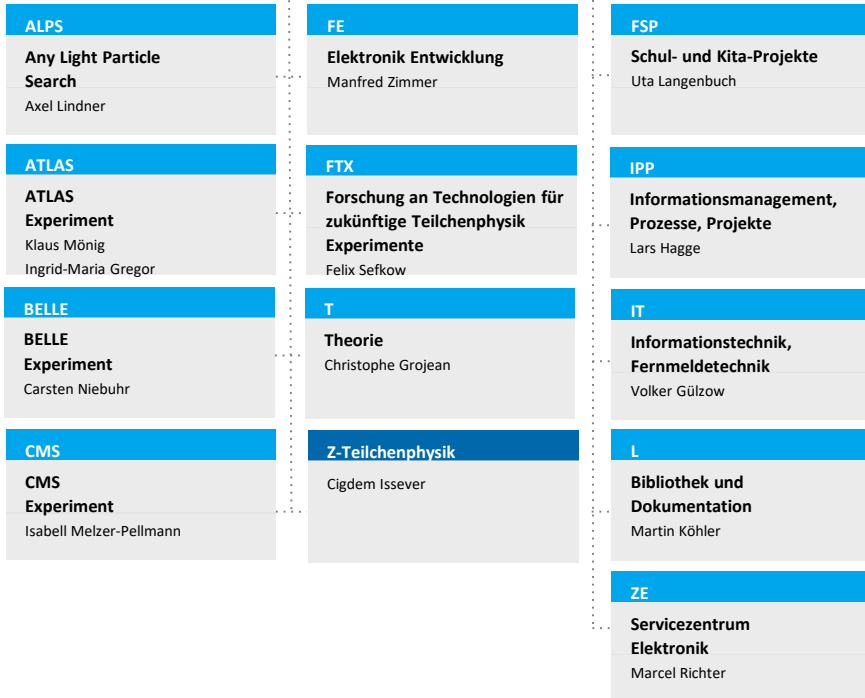 ALPS
Any Light Particle
Search
Axel Lindner
ATLAS
ATLAS
Experiment
Klaus Mönig
Ingrid-Maria Gregor
BELLE
BELLE
Experiment
Carsten Niebuhr
CMS
CMS
Experiment
Isabell Melzer-Pellmann
FE
Elektronik Entwicklung
Manfred Zimmer
FTX
Forschung an Technologien für
zukünftige Teilchenphysik
Experimente
Felix Sefkow
T
Theorie
Christophe Grojean
Z-Teilchenphysik
Cigdem Issever
FSP
Schul- und Kita-Projekte
Uta Langenbuch
IPP
Informationsmanagement,
Prozesse, Projekte
Lars Hagge
IT
Informationstechnik,
Fernmeldetechnik
Volker Gülzow
L
Bibliothek und
Dokumentation
Martin Köhler
ZE
Servicezentrum
Elektronik
Marcel Richter